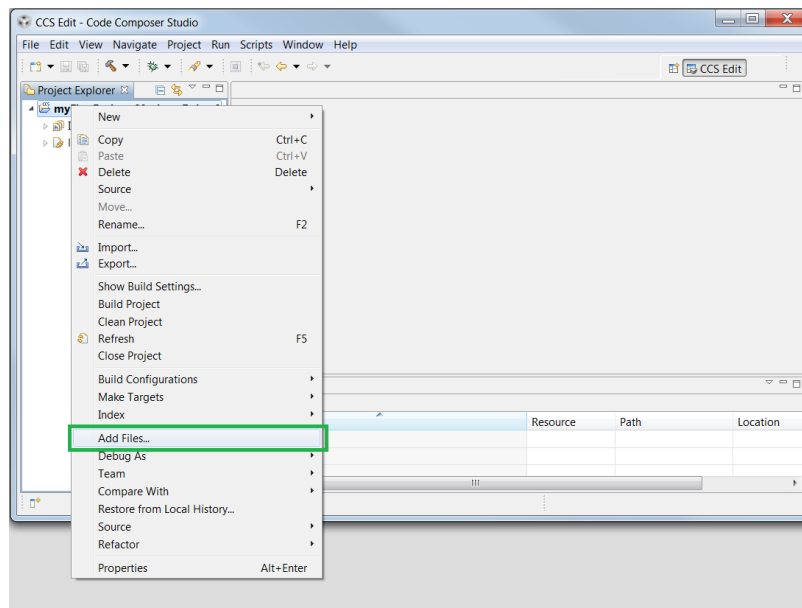 CCS Edit - Code Composer Studio
File Edit View Navigate Project Run Scripts Window Help
CCS Edit
Project Explorer
my
New
Copy Ctrl+C
Paste Ctrl+V
Delete Delete
Source
Move...
Rename... F2
Import...
Export...
Show Build Settings...
Build Project
Clean Project
Refresh F5
Close Project
Build Configurations
Make Targets
Index
Resource Path Location
Add Files...
Debug As
Team
Compare With
Restore from Local History...
Source
Refactor
Properties Alt+Enter